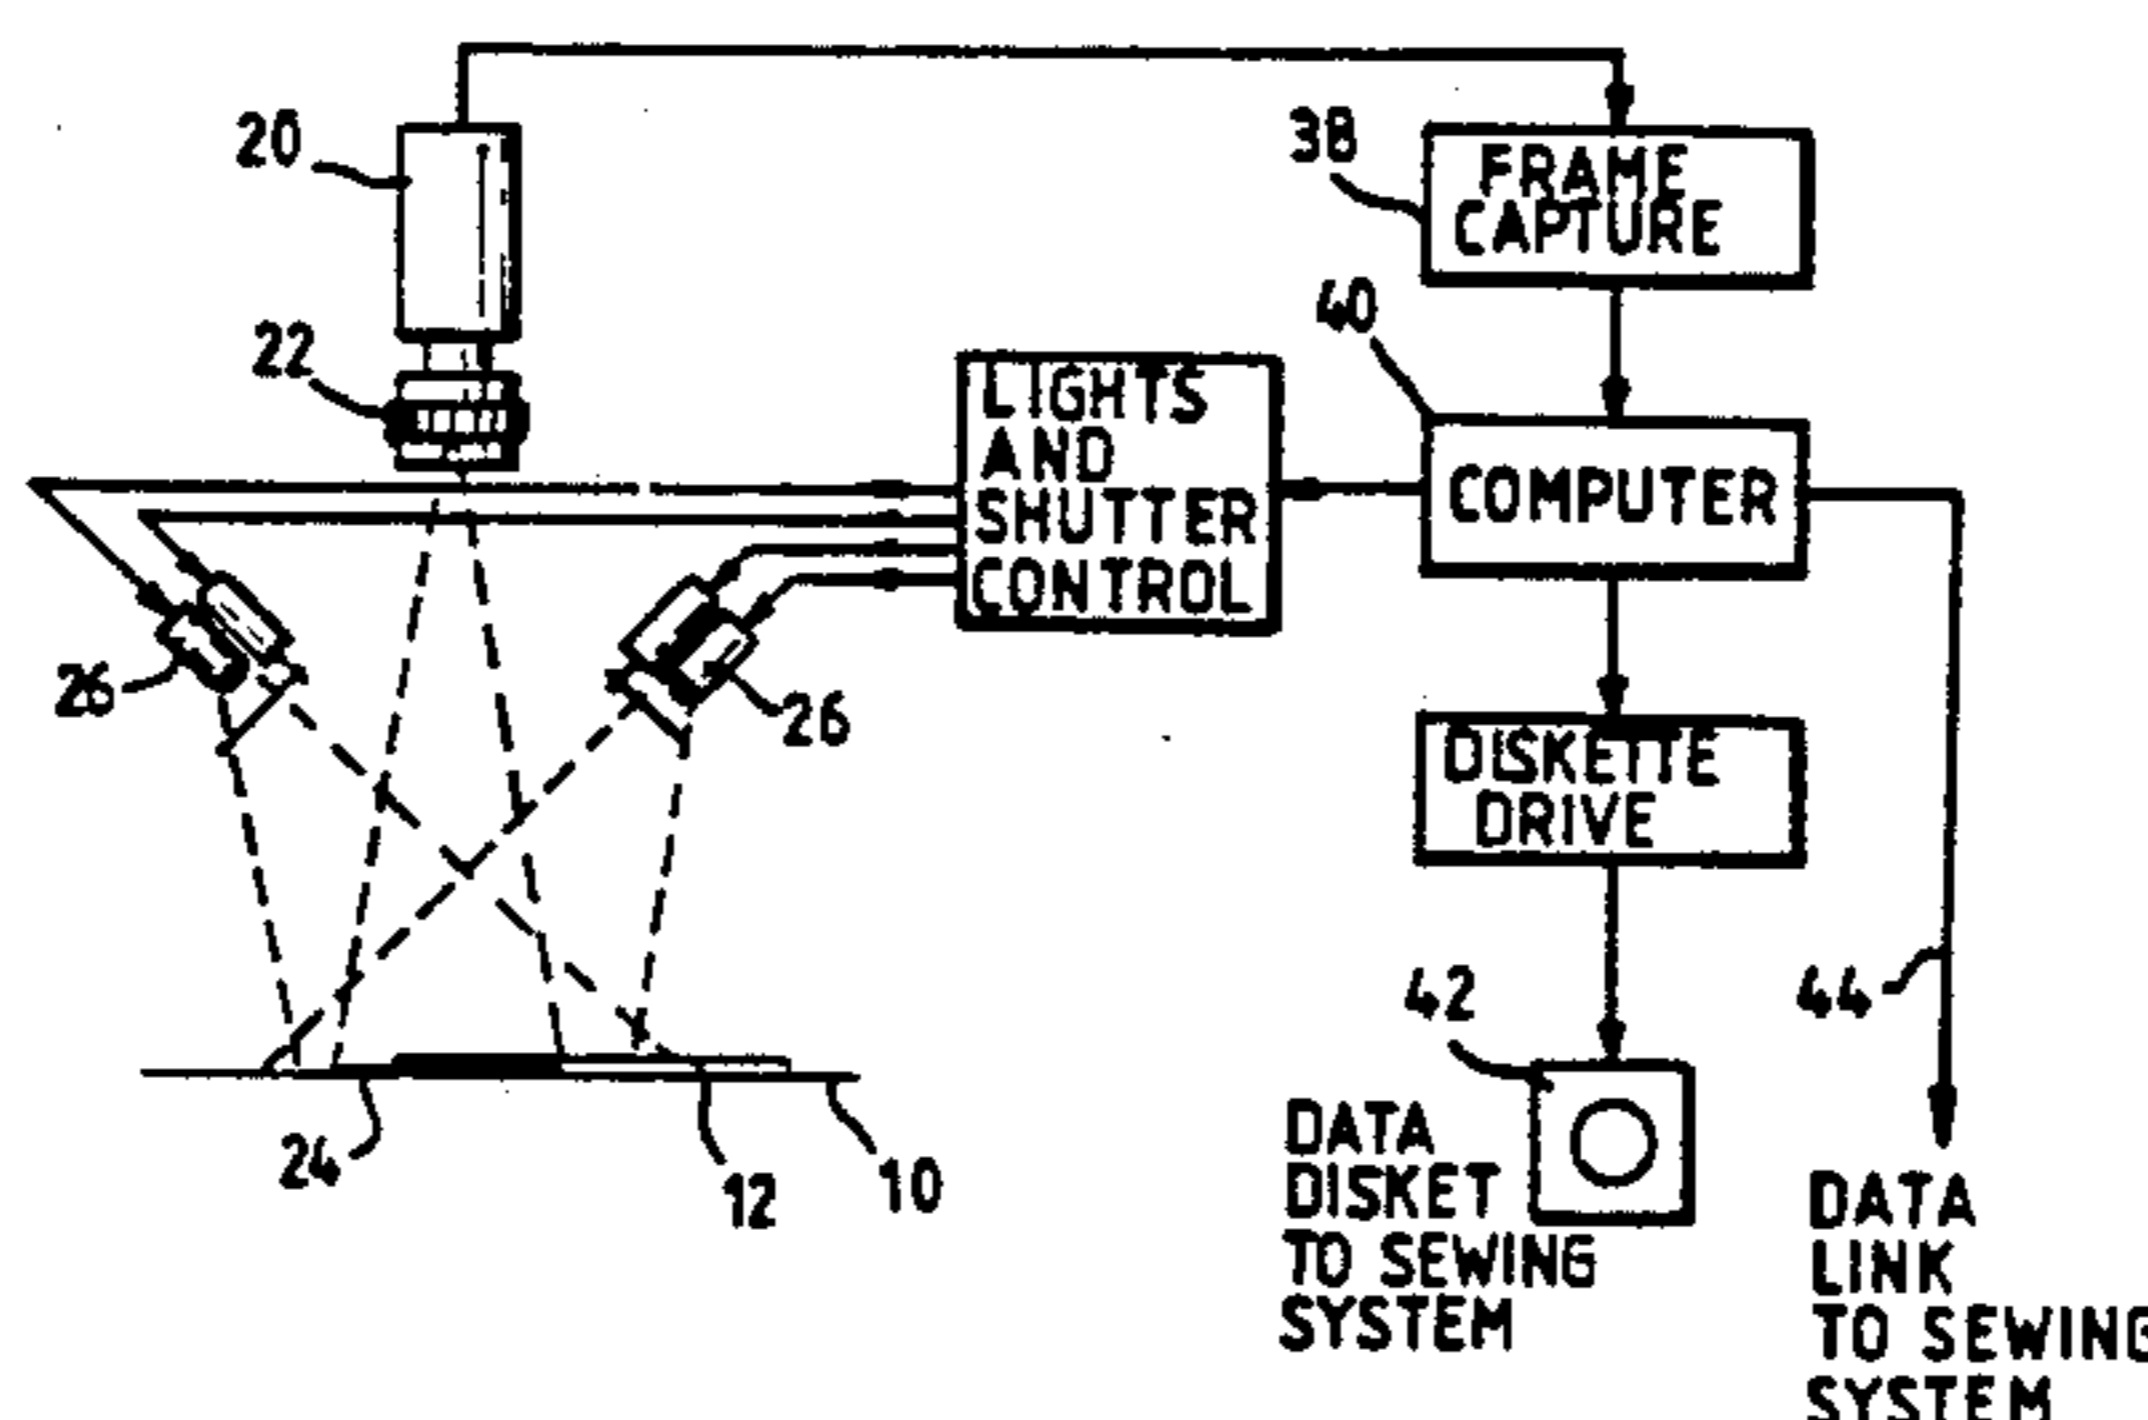 20
38
FRAME
CAPTURE
40
22
LIGHTS
AND
SHUTTER
CONTROL
COMPUTER
26
26
DISKETTE
DRIVE
42
44
24
12
10
DATA
DISKET
TO SEWING
SYSTEM
DATA
LINK
TO SEWING
SYSTEM